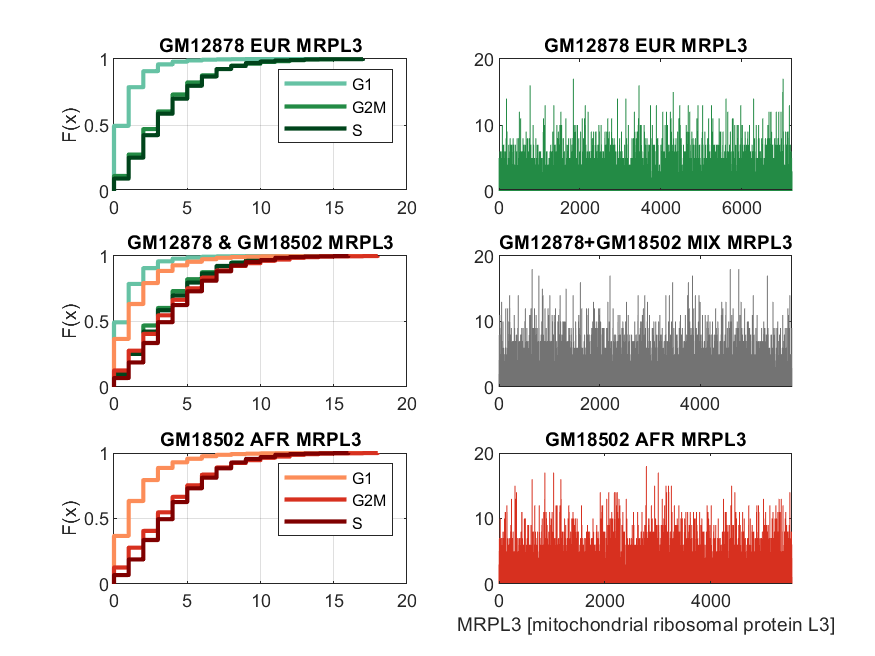 GM12878 EUR MRPL3
F(x)
1
0.5
0
0 5 10 15 20
G1
G2M
S
GM12878 EUR MRPL3
20
10
0
0 2000 4000 6000
GM12878 & GM18502 MRPL3
F(x)
1
0.5
0
0 5 10 15 20
GM12878+GM18502 MIX MRPL3
20
10
0
0 2000 4000
GM18502 AFR MRPL3
F(x)
1
0.5
0
0 5 10 15 20
G1
G2M
S
GM18502 AFR MRPL3
20
10
0
0 2000 4000
MRPL3 [mitochondrial ribosomal protein L3]